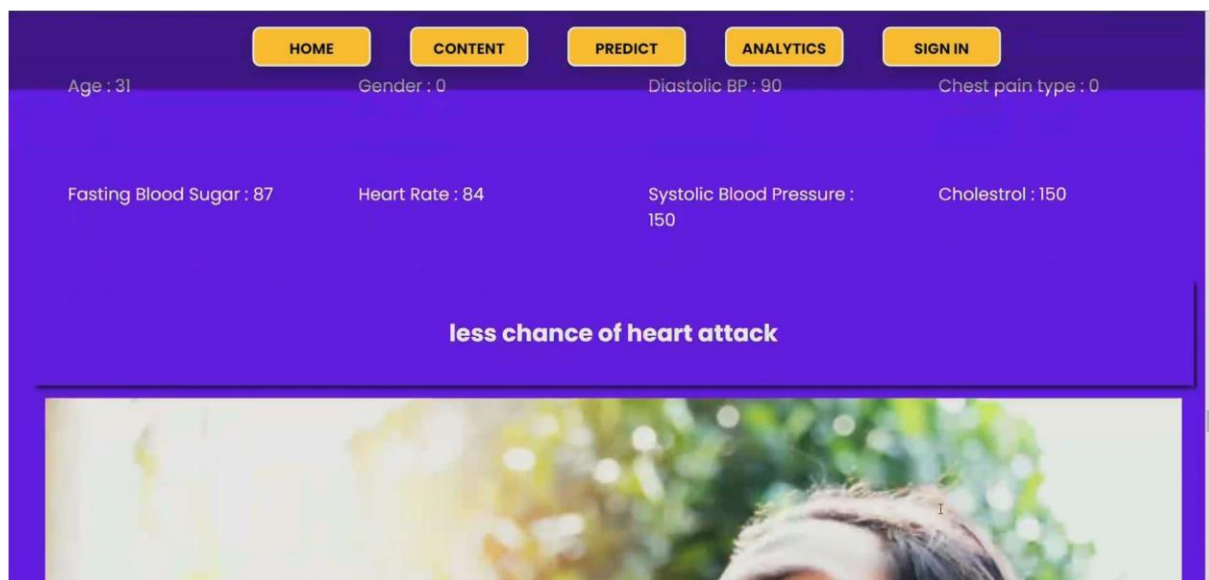 HOME CONTENT PREDICT ANALYTICS SIGN IN
Age : 31 Gender : 0 Diastolic BP : 90 Chest pain type : 0
Fasting Blood Sugar : 87 Heart Rate : 84 Systolic Blood Pressure : Cholestrol : 150
150
less chance of heart attack